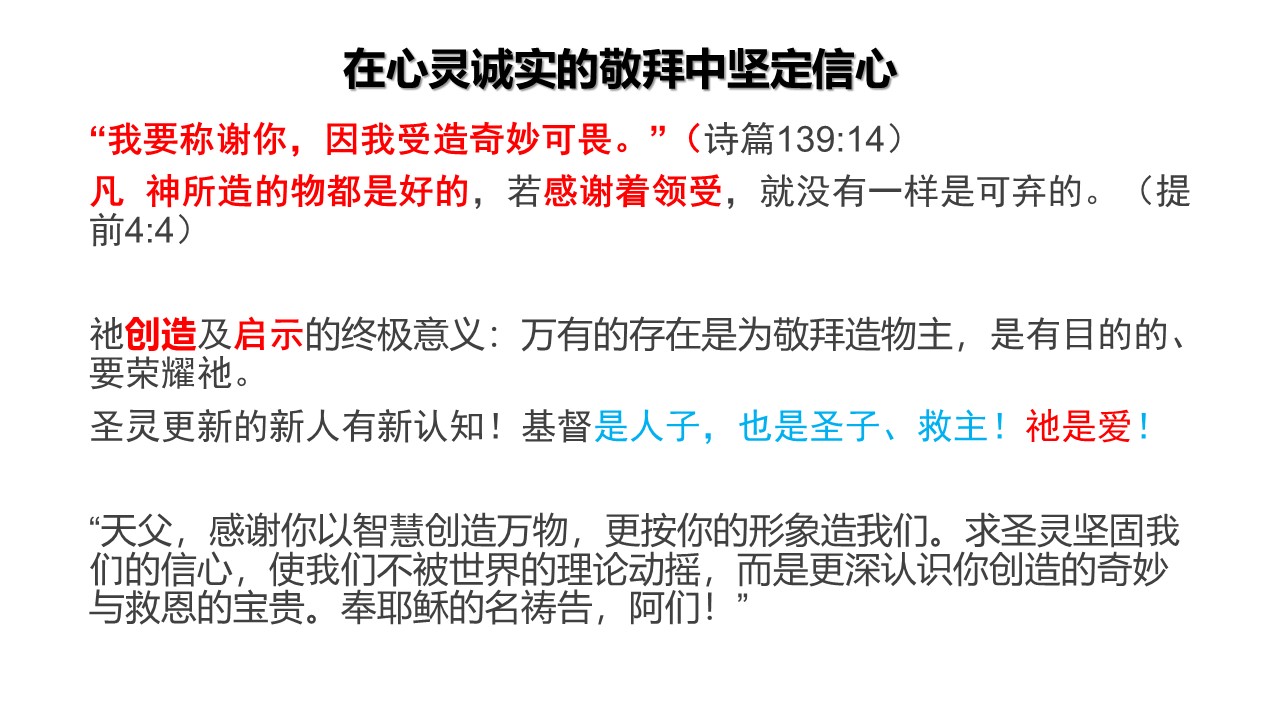 在心灵诚实的敬拜中坚定信心
“我要称谢你，因我受造奇妙可畏。”（诗篇139:14）
凡  神所造的物都是好的，若感谢着领受，就没有一样是可弃的。（提
前4:4）
祂创造及启示的终极意义：万有的存在是为敬拜造物主，是有目的的、
要荣耀祂。
圣灵更新的新人有新认知！基督是人子，也是圣子、救主！祂是爱！
“天父，感谢你以智慧创造万物，更按你的形象造我们。求圣灵坚固我
们的信心，使我们不被世界的理论动摇，而是更深认识你创造的奇妙
与救恩的宝贵。奉耶稣的名祷告，阿们！”